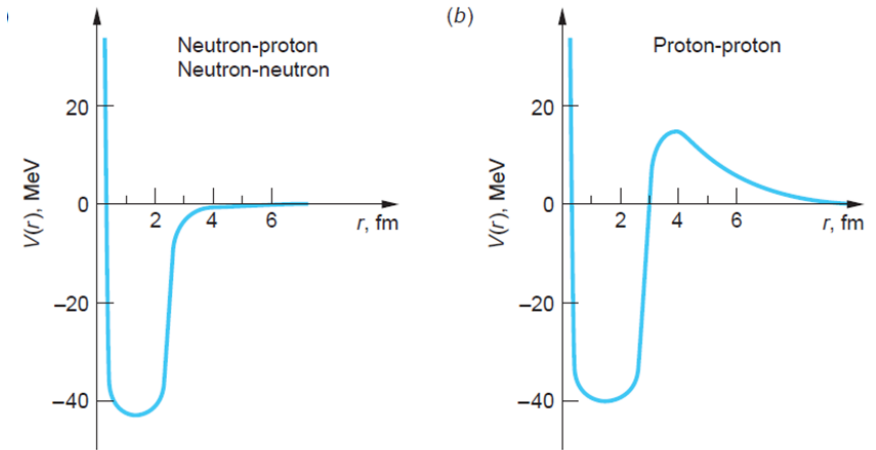 )
Neutron-proton
Neutron-neutron
20
0
–20
–40
V(r), MeV
2
4
6
r, fm
(b)
Proton-proton
20
0
–20
–40
V(r), MeV
2
4
6
r, fm